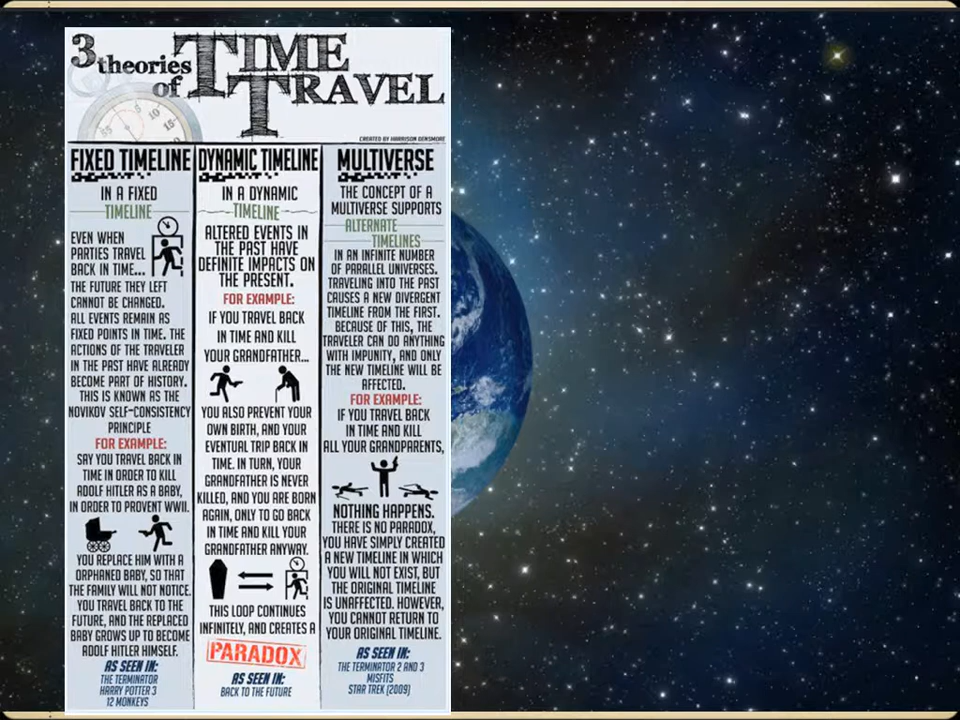 3 theories of TIME TRAVEL
CREATED BY HARRISON DENSMORE
FIXED TIMELINE
IN A FIXED
TIMELINE
EVEN WHEN
PARTIES TRAVEL
BACK IN TIME...
THE FUTURE THEY LEFT
CANNOT BE CHANGED.
ALL EVENTS REMAIN AS
FIXED POINTS IN TIME. THE
ACTIONS OF THE TRAVELER
IN THE PAST HAVE ALREADY
BECOME PART OF HISTORY.
THIS IS KNOWN AS THE
NOVIKOV SELF-CONSISTENCY
PRINCIPLE
FOR EXAMPLE:
SAY YOU TRAVEL BACK IN
TIME IN ORDER TO KILL
ADOLF HITLER AS A BABY,
IN ORDER TO PROVENT WWII.
YOU REPLACE HIM WITH A
ORPHANED BABY, SO THAT
THE FAMILY WILL NOT NOTICE.
YOU TRAVEL BACK TO THE
FUTURE, AND THE REPLACED
BABY GROWS UP TO BECOME
ADOLF HITLER HIMSELF.
AS SEEN IN:
THE TERMINATOR
HARRY POTTER 3
12 MONKEYS
DYNAMIC TIMELINE
IN A DYNAMIC
TIMELINE
ALTERED EVENTS IN
THE PAST HAVE
DEFINITE IMPACTS ON
THE PRESENT.
FOR EXAMPLE:
IF YOU TRAVEL BACK
IN TIME AND KILL
YOUR GRANDFATHER...
YOU ALSO PREVENT YOUR
OWN BIRTH, AND YOUR
EVENTUAL TRIP BACK IN
TIME. IN TURN, YOUR
GRANDFATHER IS NEVER
KILLED, AND YOU ARE BORN
AGAIN, ONLY TO GO BACK
IN TIME AND KILL YOUR
GRANDFATHER ANYWAY.
THIS LOOP CONTINUES
INFINITELY, AND CREATES A
PARADOX
AS SEEN IN:
BACK TO THE FUTURE
MULTIVERSE
THE CONCEPT OF A
MULTIVERSE SUPPORTS
ALTERNATE
TIMELINES
IN AN INFINITE NUMBER
OF PARALLEL UNIVERSES.
TRAVELING INTO THE PAST
CAUSES A NEW DIVERGENT
TIMELINE FROM THE FIRST.
BECAUSE OF THIS, THE
TRAVELER CAN DO ANYTHING
WITH IMPUNITY, AND ONLY
THE NEW TIMELINE WILL BE
AFFECTED.
FOR EXAMPLE:
IF YOU TRAVEL BACK
IN TIME AND KILL
ALL YOUR GRANDPARENTS,
NOTHING HAPPENS.
THERE IS NO PARADOX,
YOU HAVE SIMPLY CREATED
A NEW TIMELINE IN WHICH
YOU WILL NOT EXIST, BUT
THE ORIGINAL TIMELINE
IS UNAFFECTED. HOWEVER,
YOU CANNOT RETURN TO
YOUR ORIGINAL TIMELINE.
AS SEEN IN:
THE TERMINATOR 2 AND 3
MISFITS
STAR TREK (2009)